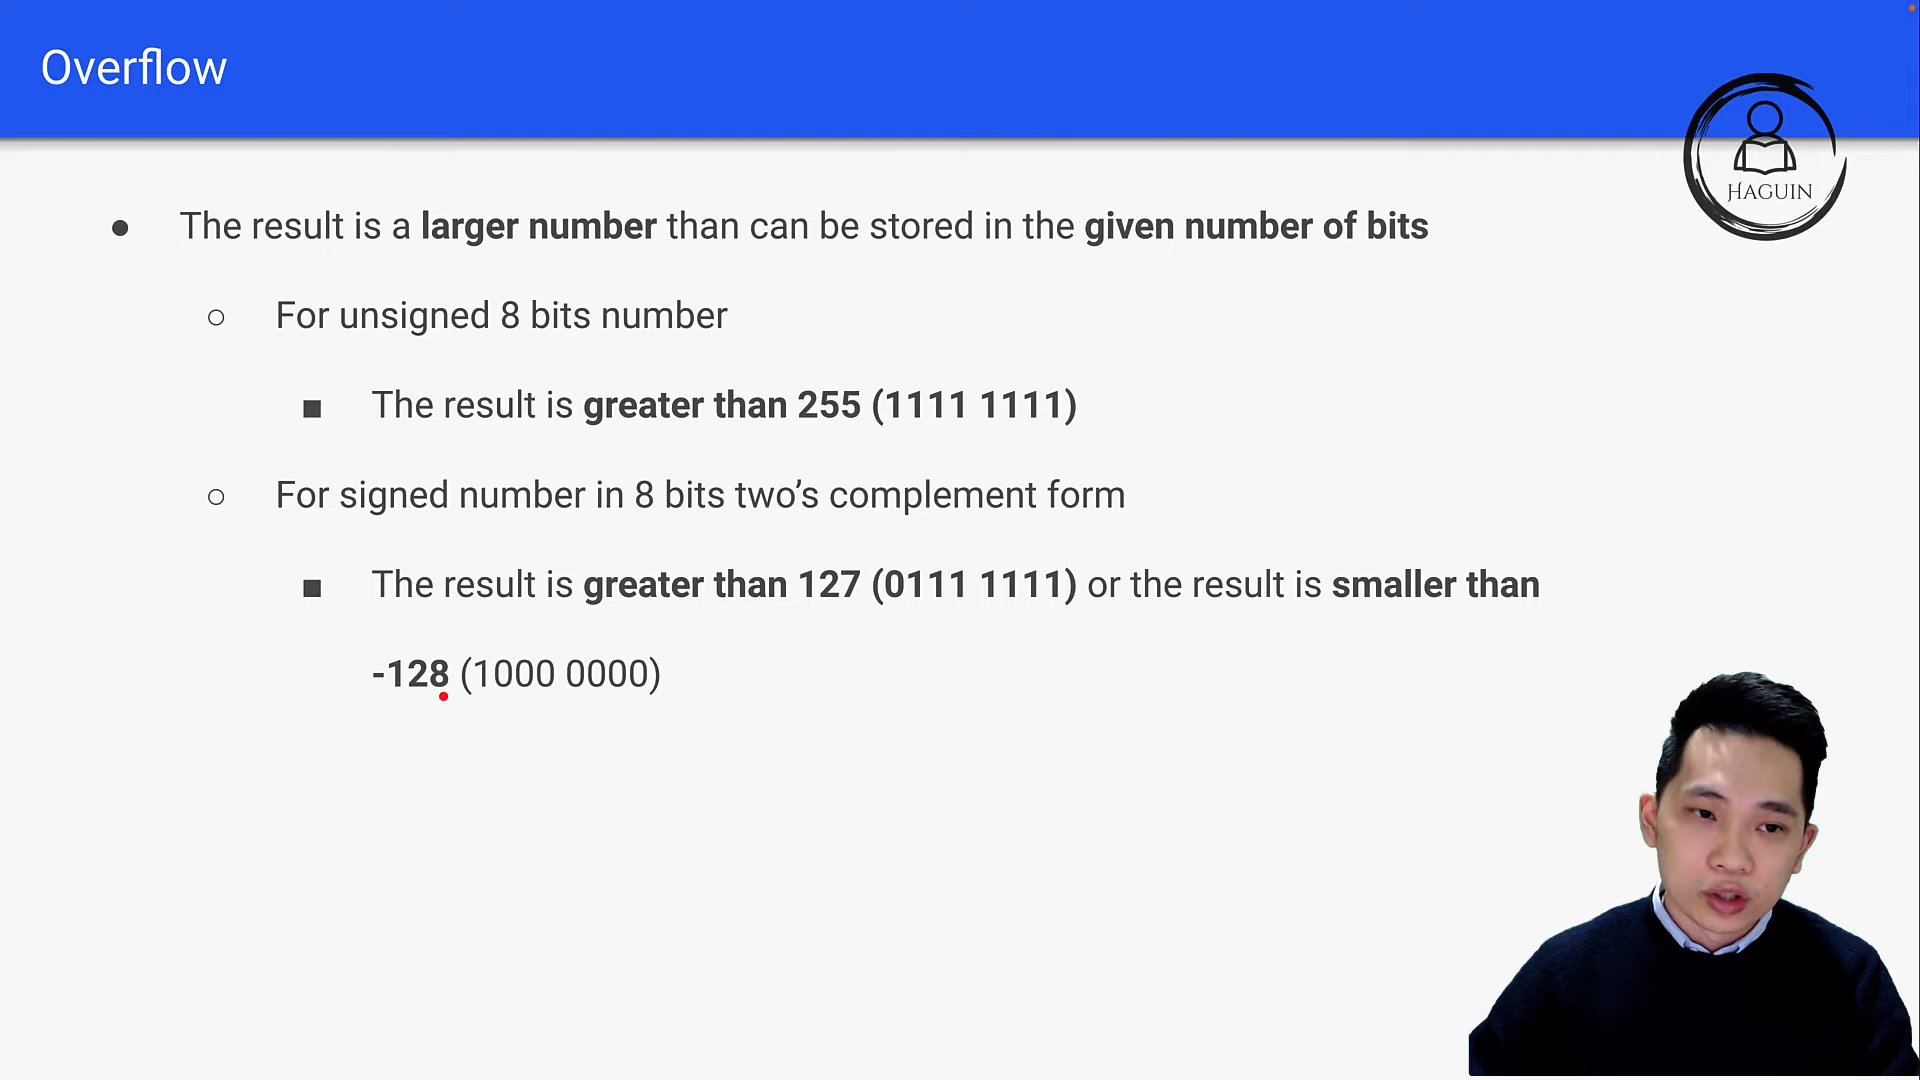 Overflow
HAGUIN
● The result is a larger number than can be stored in the given number of bits
○ For unsigned 8 bits number
■ The result is greater than 255 (1111 1111)
○ For signed number in 8 bits two’s complement form
■ The result is greater than 127 (0111 1111) or the result is smaller than
-128 (1000 0000)